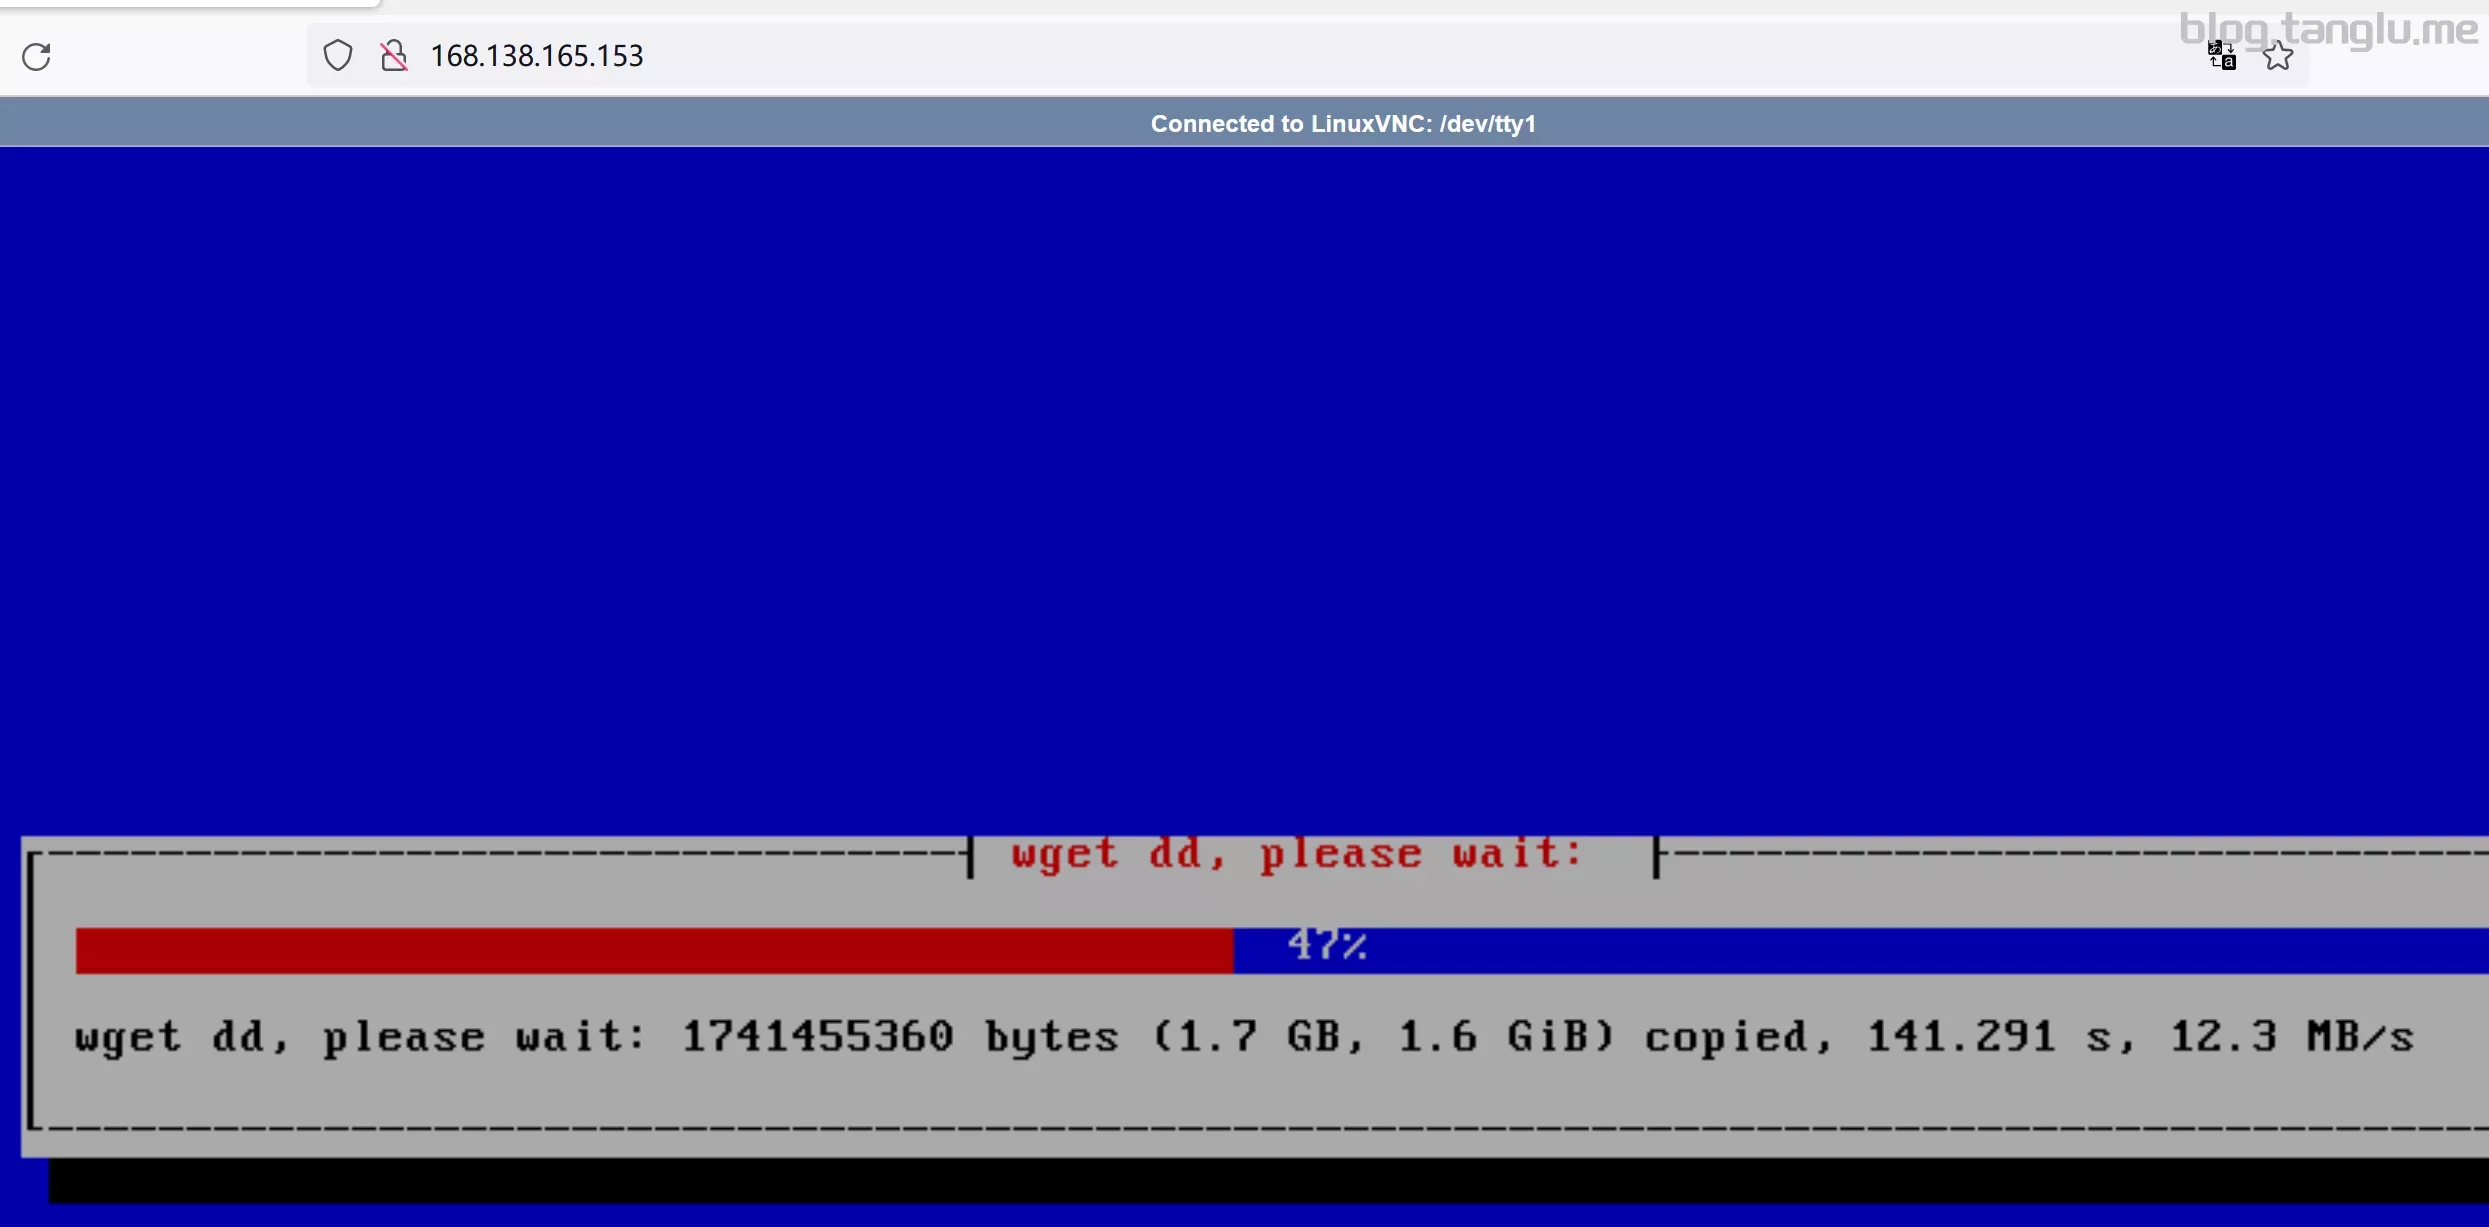 blog.tanglu.me
168.138.165.153
Connected to LinuxVNC: /dev/tty1
wget dd, please wait:
47%
wget dd, please wait: 1741455360 bytes (1.7 GB, 1.6 GiB) copied, 141.291 s, 12.3 MB/s